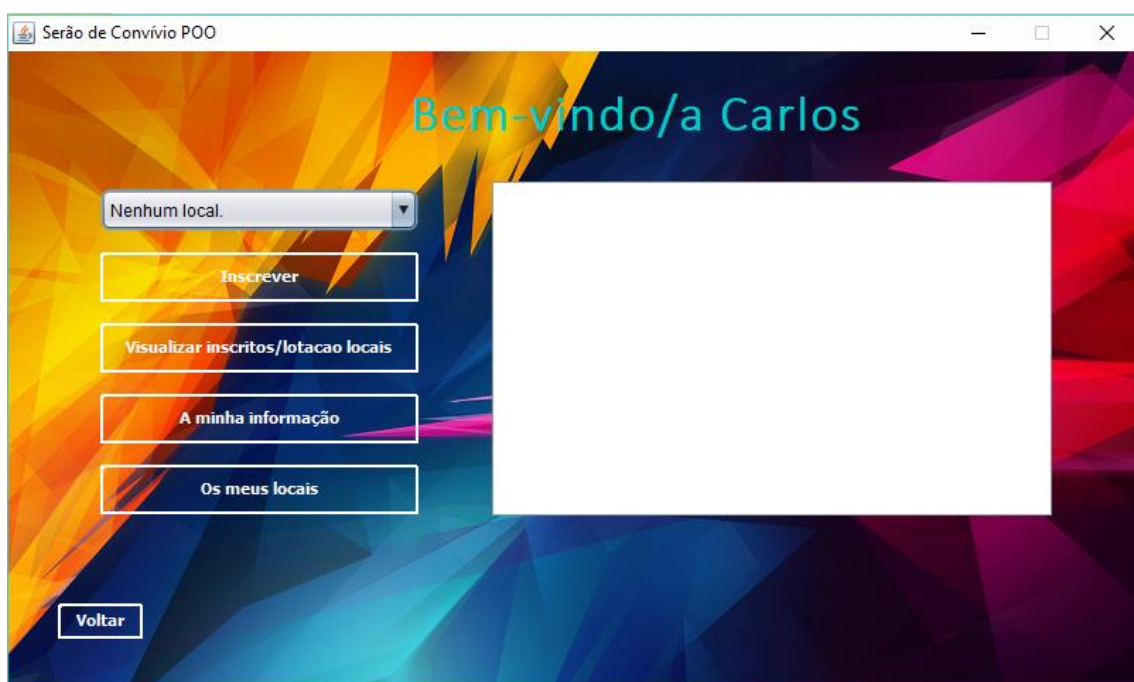 Serão de Convívio POO
Bem-vindo/a Carlos
Nenhum local.
Inscrever
Visualizar inscritos/lotacao locais
A minha informação
Os meus locais
Voltar